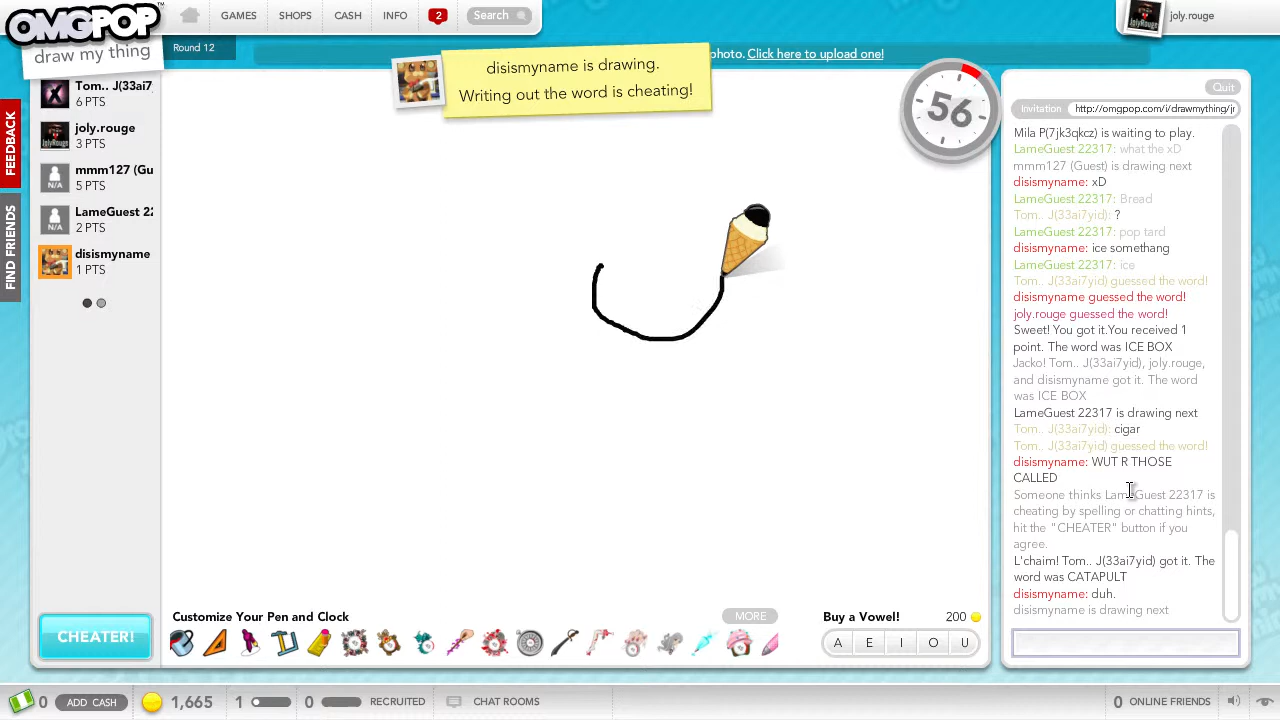 OMGPOP™
draw my thing
GAMES
SHOPS
CASH
INFO
2
Search
joly.rouge
Round 12
photo. Click here to upload one!
disismyname is drawing.
Writing out the word is cheating!
56
FEEDBACK
FIND FRIENDS
Tom.. J(33ai7
6 PTS
joly.rouge
3 PTS
N/A
mmm127 (Gu
5 PTS
N/A
LameGuest 22
2 PTS
disismyname
1 PTS
CHEATER!
Quit
Invitation
http://omgpop.com/i/drawmything/jr
Mila P(7jk3qkcz) is waiting to play.
LameGuest 22317: what the xD
mmm127 (Guest) is drawing next
disismyname: xD
LameGuest 22317: Bread
Tom.. J(33ai7yid): ?
LameGuest 22317: pop tard
disismyname: ice somethang
LameGuest 22317: ice
Tom.. J(33ai7yid) guessed the word!
disismyname guessed the word!
joly.rouge guessed the word!
Sweet! You got it.You received 1
point. The word was ICE BOX
Jacko! Tom.. J(33ai7yid), joly.rouge,
and disismyname got it. The word
was ICE BOX
LameGuest 22317 is drawing next
Tom.. J(33ai7yid): cigar
Tom.. J(33ai7yid) guessed the word!
disismyname: WUT R THOSE
CALLED
Someone thinks LameGuest 22317 is
cheating by spelling or chatting hints,
hit the "CHEATER" button if you
agree.
L'chaim! Tom.. J(33ai7yid) got it. The
word was CATAPULT
disismyname: duh.
disismyname is drawing next
Customize Your Pen and Clock
MORE
Buy a Vowel!
200
A E I O U
0
ADD CASH
1,665
1
0
RECRUITED
CHAT ROOMS
0 ONLINE FRIENDS